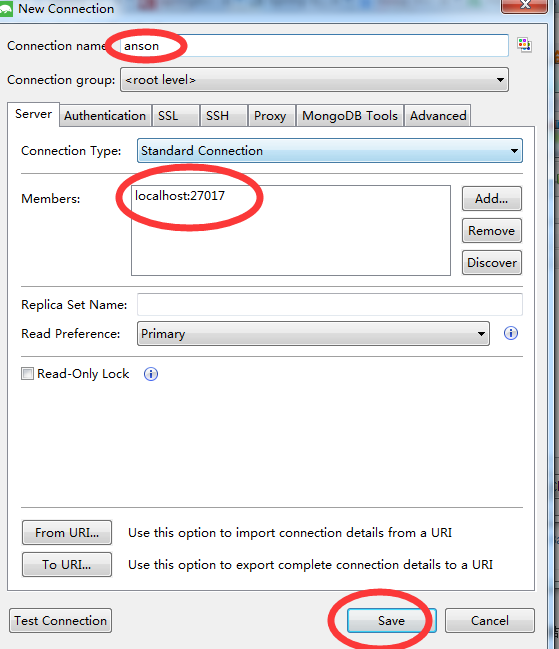 New Connection
Connection name: anson
Connection group: <root level>
Server Authentication SSL SSH Proxy MongoDB Tools Advanced
Connection Type: Standard Connection
Members: localhost:27017
Add...
Remove
Discover
Replica Set Name:
Read Preference: Primary
Read-Only Lock
From URI... Use this option to import connection details from a URI
To URI... Use this option to export complete connection details to a URI
Test Connection Save Cancel